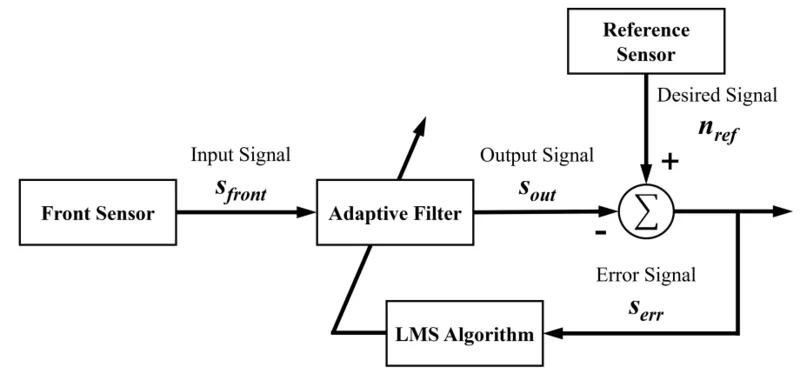 Reference
Sensor
Desired Signal
n_ref
+
Input Signal
s_front
Output Signal
s_out
Front Sensor
Adaptive Filter
Σ
-
Error Signal
s_err
LMS Algorithm